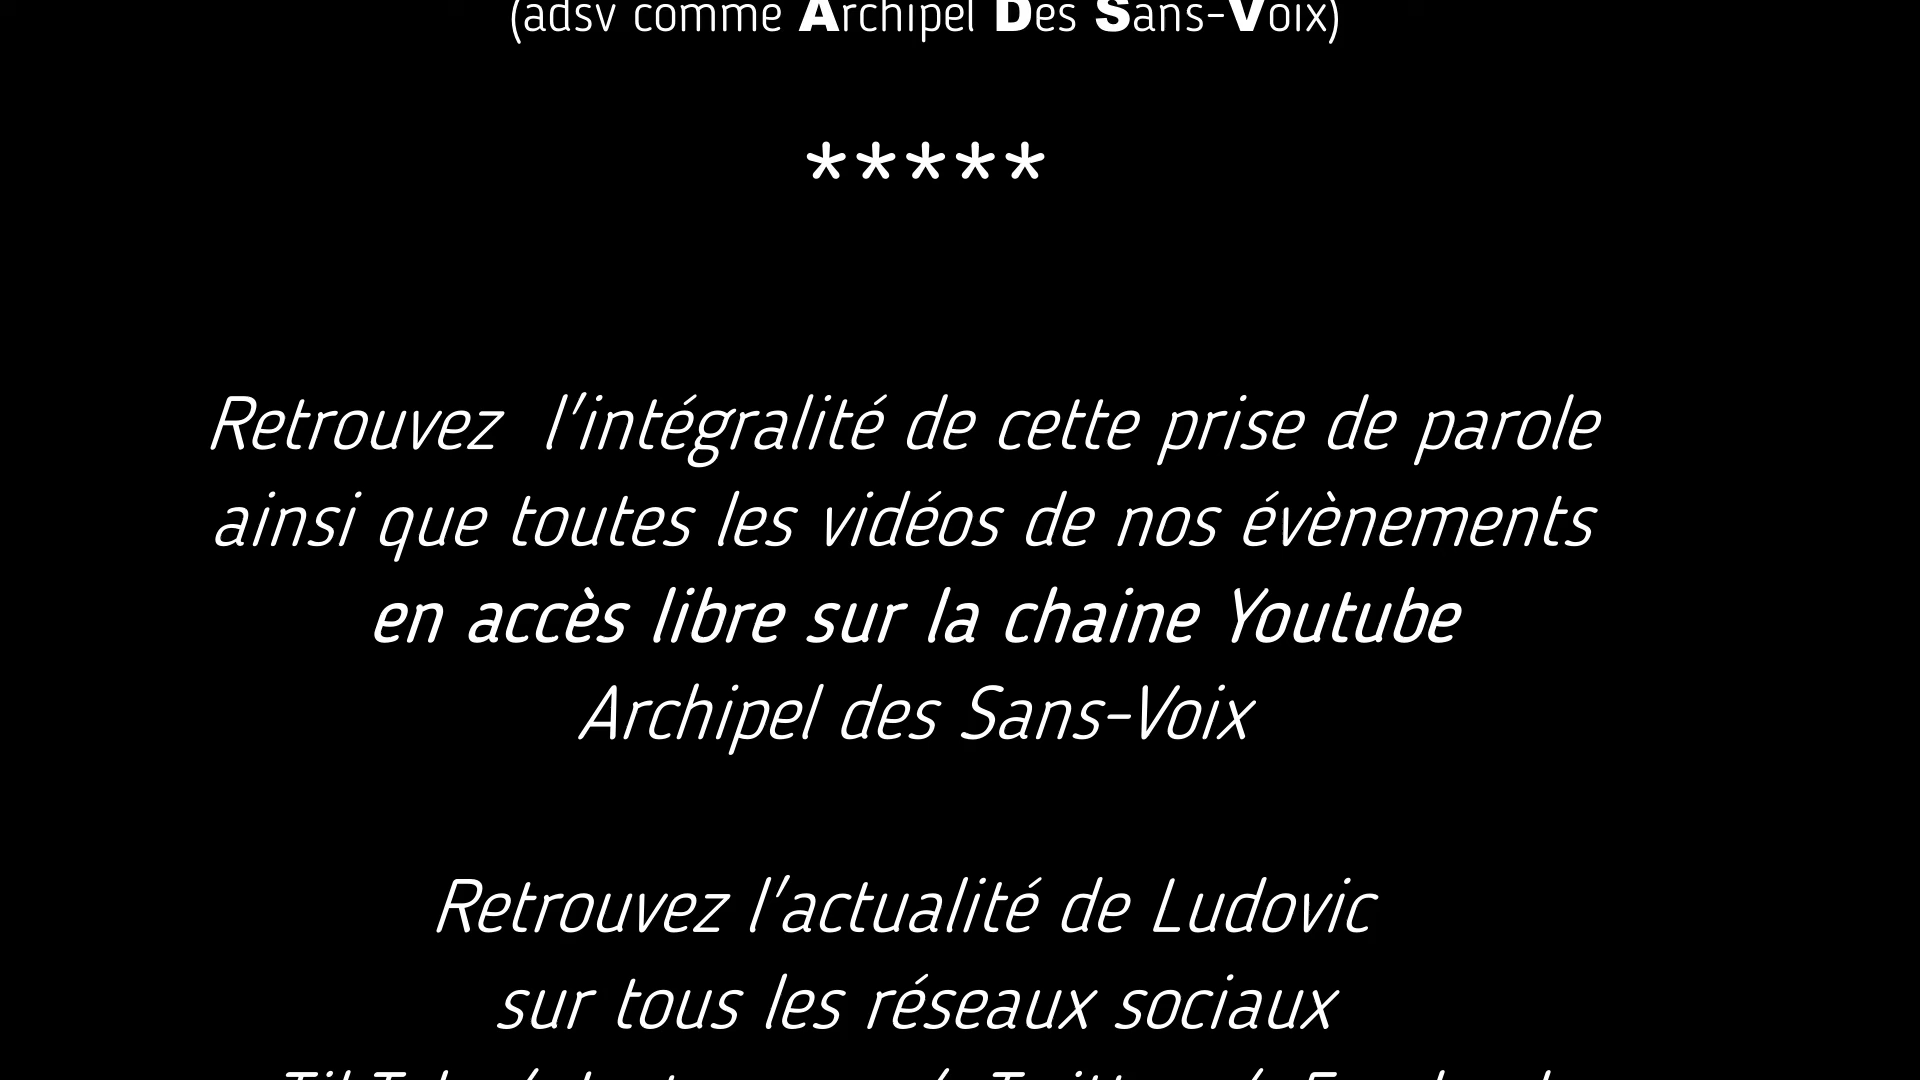 (adsv comme Archipel Des Sans-Voix)
*****
Retrouvez l'intégralité de cette prise de parole
ainsi que toutes les vidéos de nos évènements
en accès libre sur la chaine Youtube
Archipel des Sans-Voix
Retrouvez l'actualité de Ludovic
sur tous les réseaux sociaux